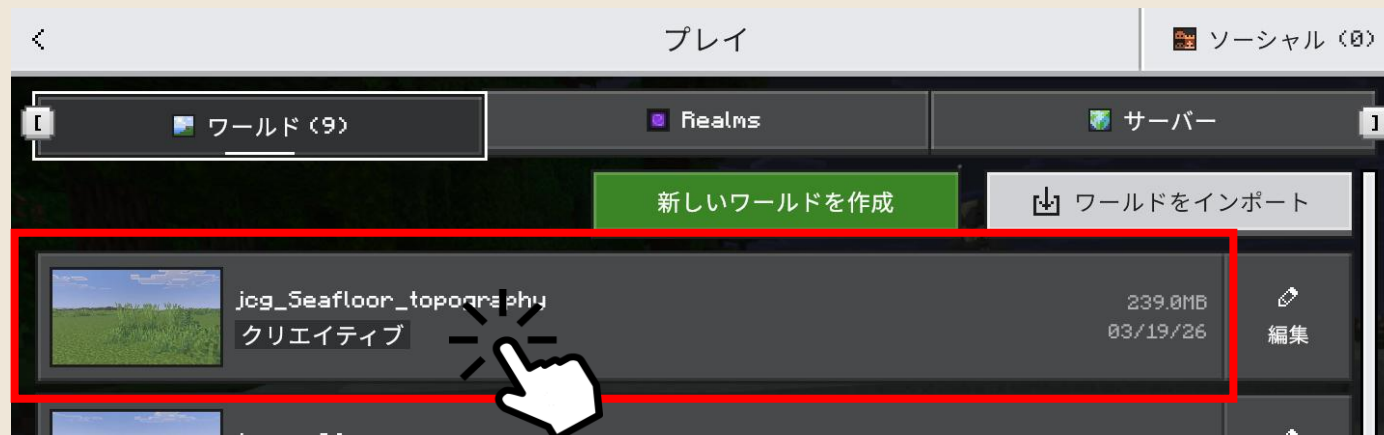 プレイ
ソーシャル (0)
ワールド (9)
Realms
サーバー
新しいワールドを作成
ワールドをインポート
jcg_Seafloor_topography
239.0MB
クリエイティブ
03/19/26
編集